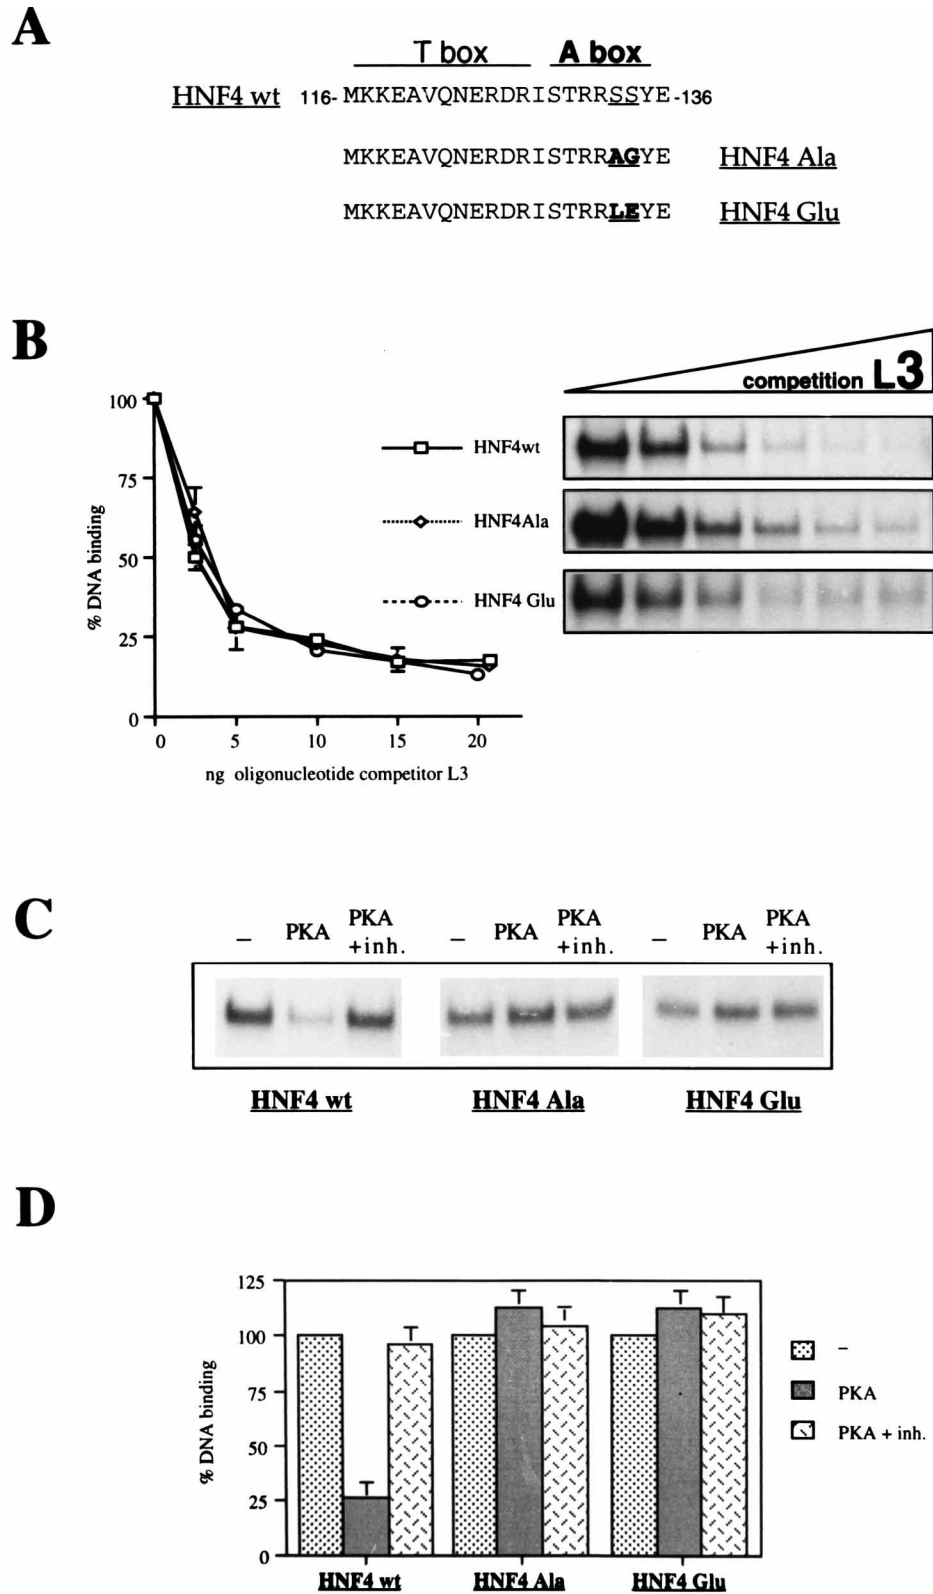 A
T box A box
HNF4 wt 116- MKKEAVQNERDRISTRRSSYE -136
MKKEAVQNERDRISTRRAGYE HNF4 Ala
MKKEAVQNERDRISTRRLEYE HNF4 Glu
B
competition L3
100
75
50
25
0
% DNA binding
0 5 10 15 20
ng oligonucleotide competitor L3
HNF4wt
HNF4Ala
HNF4 Glu
C
– PKA PKA +inh. – PKA PKA +inh. – PKA PKA +inh.
HNF4 wt HNF4 Ala HNF4 Glu
D
125
100
75
50
25
0
% DNA binding
HNF4 wt HNF4 Ala HNF4 Glu
–
PKA
PKA + inh.